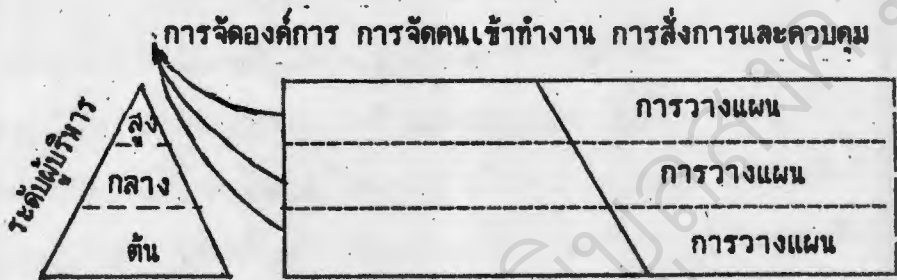 การจัดองค์การ การจัดคนเข้าทำงาน การสั่งการและควบคุม
ระดับผู้บริหาร
สูง
การวางแผน
กลาง
การวางแผน
ต้น
การวางแผน